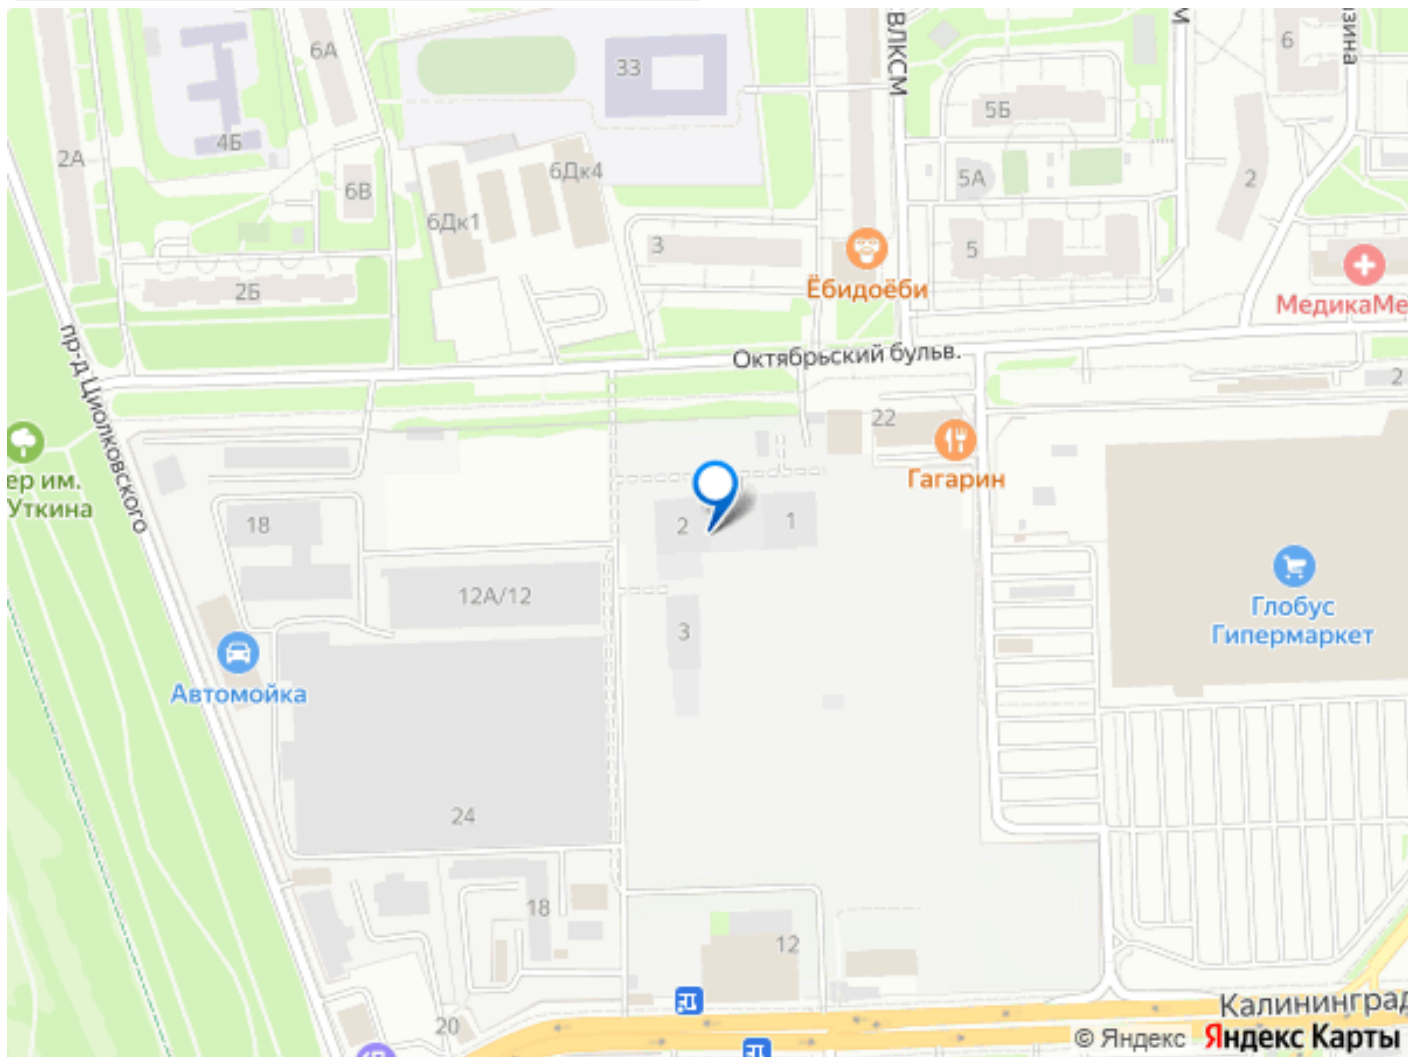 6А
33
ВЛКСМ
М
6
зина
4Б
5Б
2А
6Дк4
6В
5А
2
6Дк1
3
5
2Б
Ёбидоёби
МедикаМе
пр-д Циолковского
Октябрьский бульв.
2
22
Гагарин
ер им.
Уткина
18
2
1
12А/12
Глобус
Гипермаркет
3
Автомойка
24
18
12
20
Калининград
© Яндекс Яндекс Карты